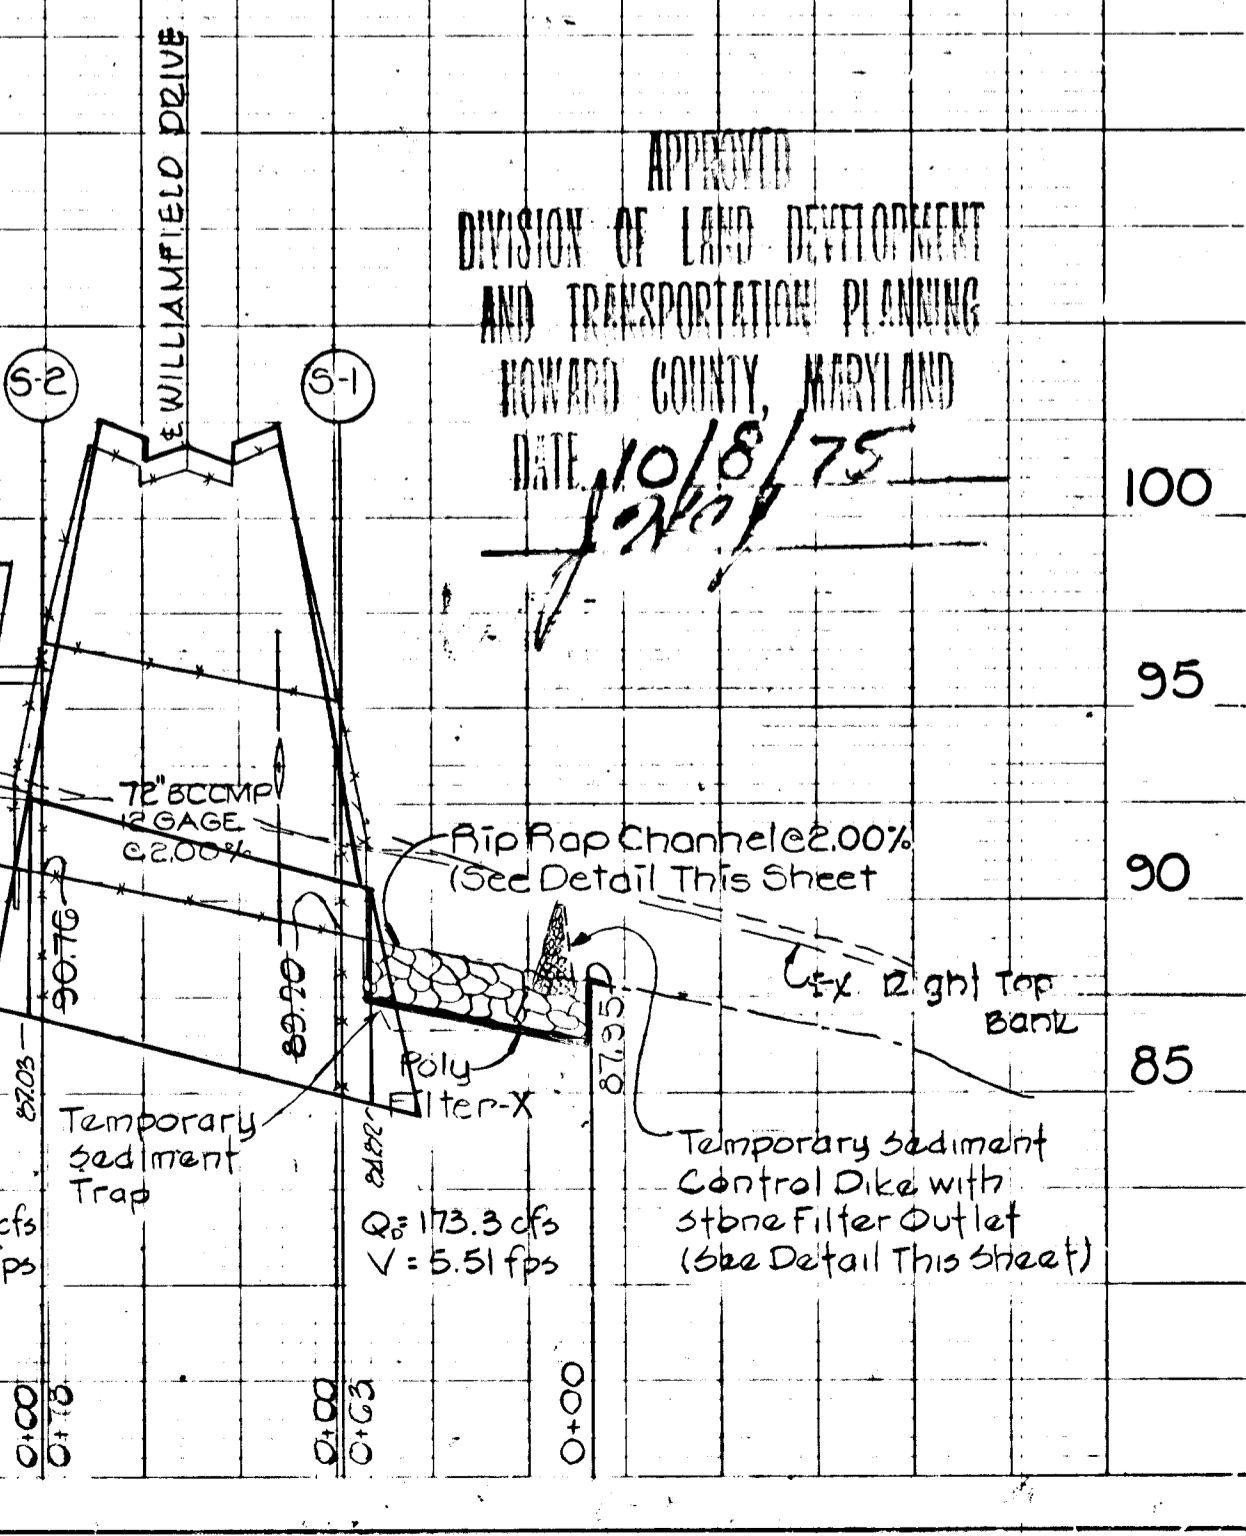 ℄ WILLIAMFIELD DRIVE
APPROVED
DIVISION OF LAND DEVELOPMENT
AND TRANSPORTATION PLANNING
HOWARD COUNTY, MARYLAND
DATE 10/8/75
S-2
S-1
100
95
90
85
72" BCCMP
12 GAGE
@2.00%
Rip Rap Channel @2.00%
(See Detail This Sheet
90.76
89.20
87.03
87.95
Ex Right Top
Bank
Poly
Filter-X
Temporary
Sediment
Trap
Temporary Sediment
Control Dike with
Stone Filter Outlet
(See Detail This Sheet)
cfs
ps
QD= 173.3 cfs
V = 5.51 fps
0+00
0+78
0+00
0+63
0+00